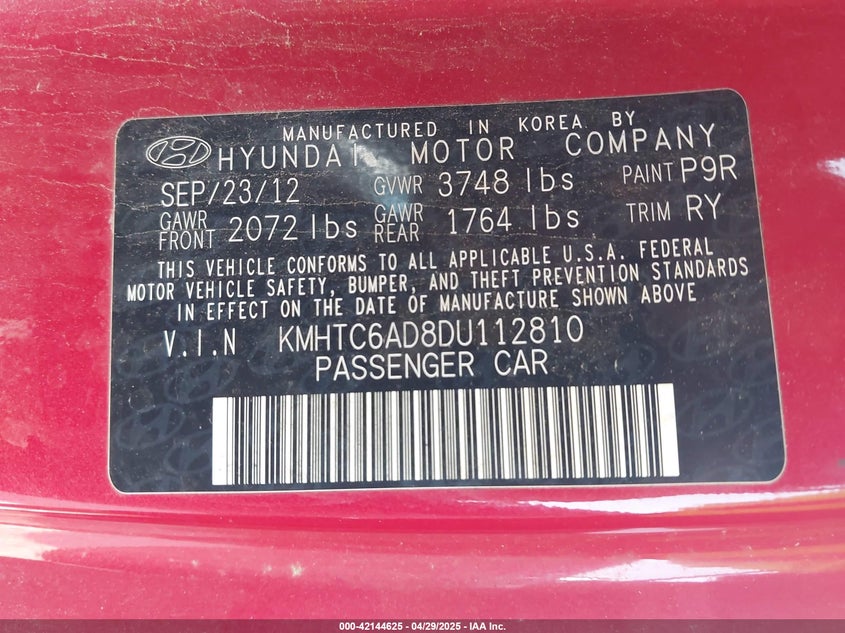 MANUFACTURED IN KOREA BY
HYUNDAI MOTOR COMPANY
SEP/23/12 GVWR 3748 lbs PAINT P9R
GAWR FRONT 2072 lbs GAWR REAR 1764 lbs TRIM RY
THIS VEHICLE CONFORMS TO ALL APPLICABLE U.S.A. FEDERAL
MOTOR VEHICLE SAFETY, BUMPER, AND THEFT PREVENTION STANDARDS
IN EFFECT ON THE DATE OF MANUFACTURE SHOWN ABOVE
V.I.N KMHTC6AD8DU112810
PASSENGER CAR
000-42144625 | 04/29/2025 - IAA Inc.